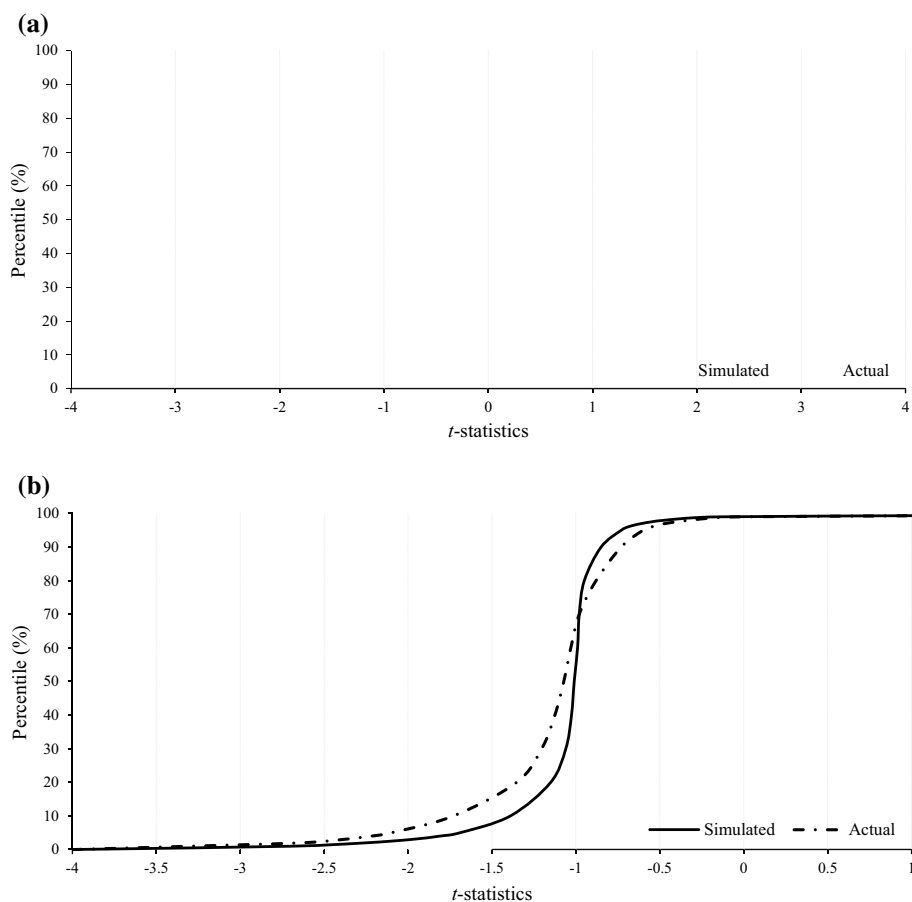 (a)
100
90
80
70
60
50
40
30
20
10
0
Percentile (%)
Simulated Actual
-4 -3 -2 -1 0 1 2 3 4
t-statistics
(b)
100
90
80
70
60
50
40
30
20
10
0
Percentile (%)
Simulated Actual
-4 -3.5 -3 -2.5 -2 -1.5 -1 -0.5 0 0.5 1
t-statistics